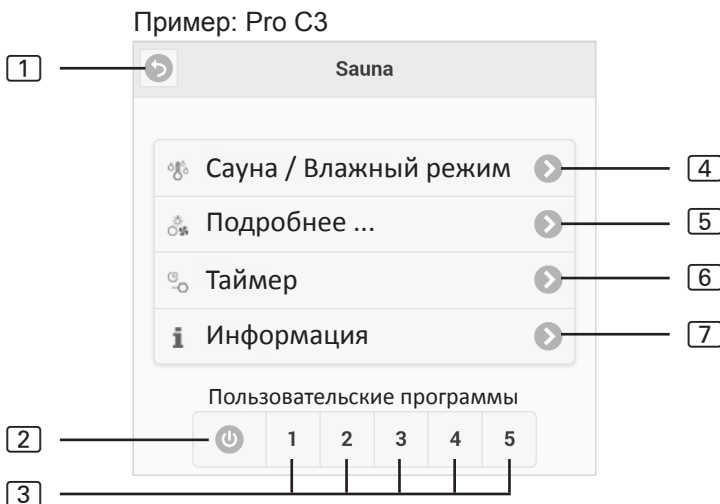 Пример: Pro C3
1
Sauna
Сауна / Влажный режим
4
Подробнее ...
5
Таймер
6
Информация
7
Пользовательские программы
2
1 2 3 4 5
3